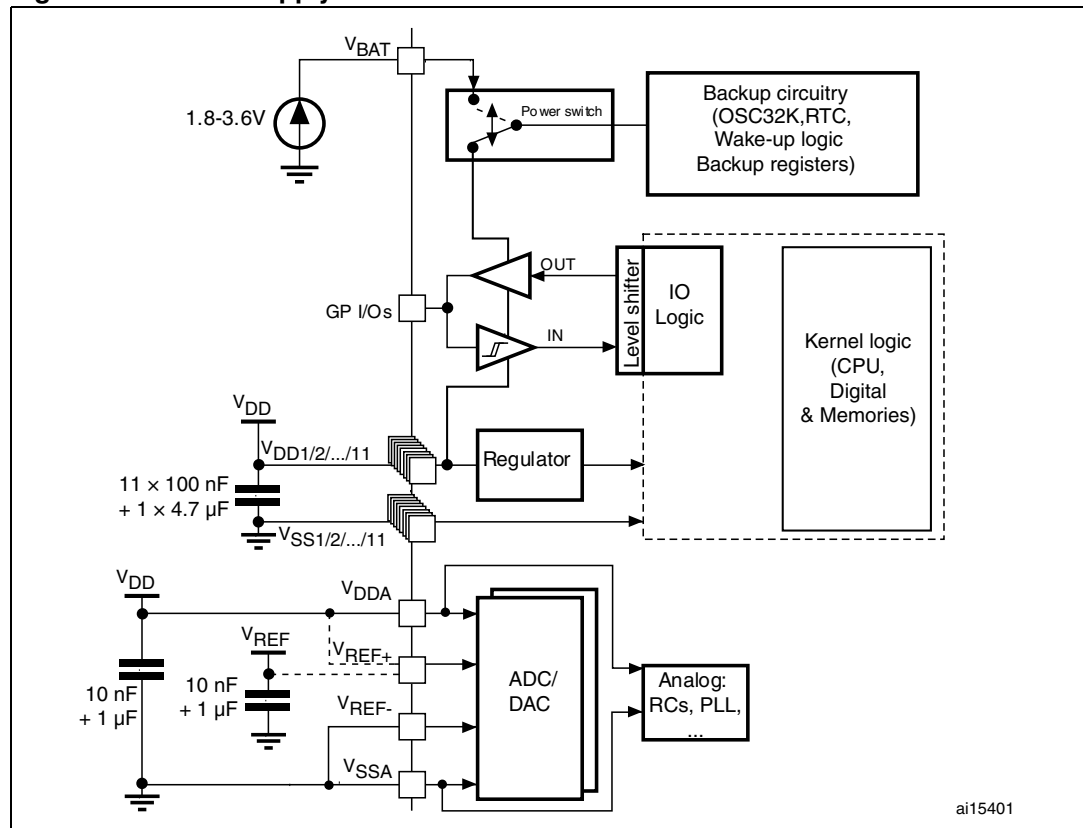 VBAT
1.8-3.6V
Power switch
Backup circuitry
(OSC32K,RTC,
Wake-up logic
Backup registers)
OUT
GP I/Os
IN
Level shifter
IO
Logic
Kernel logic
(CPU,
Digital
& Memories)
VDD
VDD1/2/.../11
Regulator
11 × 100 nF
+ 1 × 4.7 µF
VSS1/2/.../11
VDD
VDDA
VREF
VREF+
10 nF
+ 1 µF
10 nF
+ 1 µF
VREF-
ADC/
DAC
Analog:
RCs, PLL,
...
VSSA
ai15401